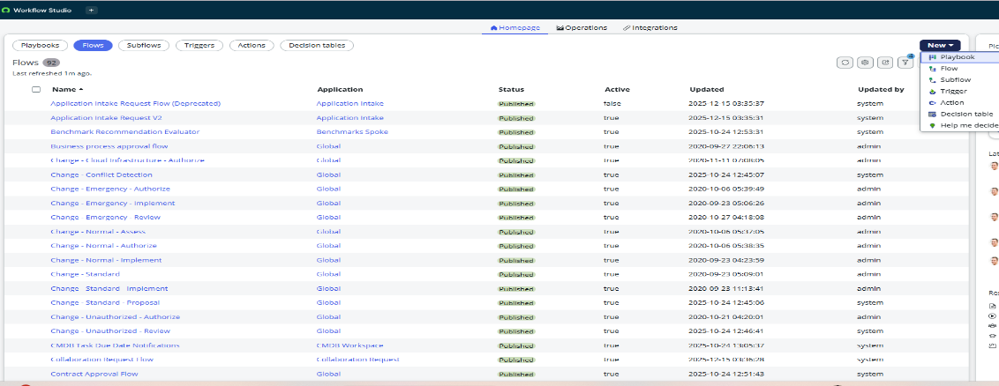 Workflow Studio +
Homepage Operations Integrations
Playbooks Flows Subflows Triggers Actions Decision tables New
Flows 92
Last refreshed 1m ago.
4
Playbook
Flow
Subflow
Trigger
Action
Decision table
Help me decide
Name Application Status Active Updated Updated by
Application Intake Request Flow (Deprecated) Application Intake Published false 2025-12-15 03:35:37 system
Application Intake Request V2 Application Intake Published true 2025-12-15 03:35:31 system
Benchmark Recommendation Evaluator Benchmarks Spoke Published true 2025-10-24 12:53:31 system
Business process approval flow Global Published true 2020-09-27 22:06:13 admin
Change - Cloud Infrastructure - Authorize Global Published true 2020-11-11 07:08:05 admin
Change - Conflict Detection Global Published true 2025-10-24 12:45:07 system
Change - Emergency - Authorize Global Published true 2020-10-06 05:39:49 admin
Change - Emergency - Implement Global Published true 2020-09-23 05:06:26 admin
Change - Emergency - Review Global Published true 2020-10-27 04:18:08 admin
Change - Normal - Assess Global Published true 2020-10-06 05:37:05 admin
Change - Normal - Authorize Global Published true 2020-10-06 05:38:35 admin
Change - Normal - Implement Global Published true 2020-09-23 04:23:59 admin
Change - Standard Global Published true 2020-09-23 05:09:01 admin
Change - Standard - Implement Global Published true 2020-09-23 11:13:41 admin
Change - Standard - Proposal Global Published true 2025-10-24 12:45:06 system
Change - Unauthorized - Authorize Global Published true 2020-10-21 04:20:01 admin
Change - Unauthorized - Review Global Published true 2025-10-24 12:46:41 system
CMDB Task Due Date Notifications CMDB Workspace Published true 2025-10-24 13:05:37 system
Collaboration Request Flow Collaboration Request Published true 2025-12-15 03:36:28 system
Contract Approval Flow Global Published true 2025-10-24 12:51:43 system